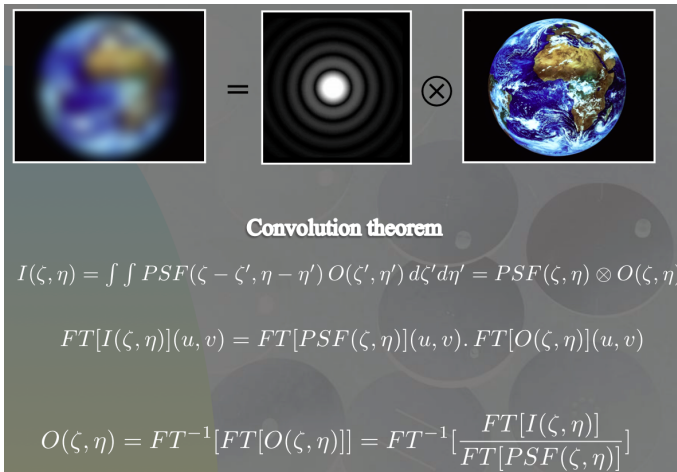 = ⊗
Convolution theorem
I(ζ, η) = ∫ ∫ PSF(ζ − ζ′, η − η′) O(ζ′, η′) dζ′dη′ = PSF(ζ, η) ⊗ O(ζ, η)
FT[I(ζ, η)](u, v) = FT[PSF(ζ, η)](u, v). FT[O(ζ, η)](u, v)
O(ζ, η) = FT⁻¹[FT[O(ζ, η)]] = FT⁻¹[FT[I(ζ, η)] / FT[PSF(ζ, η)]]